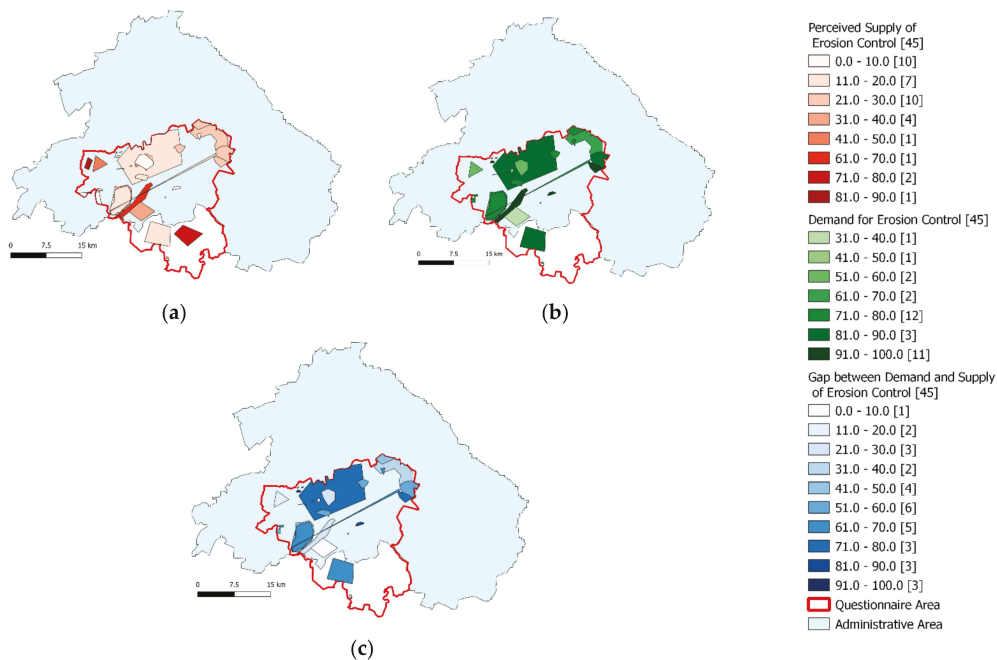 0 7.5 15 km
(a)
0 7.5 15 km
(b)
0 7.5 15 km
(c)
Perceived Supply of
Erosion Control [45]
0.0 - 10.0 [10]
11.0 - 20.0 [7]
21.0 - 30.0 [10]
31.0 - 40.0 [4]
41.0 - 50.0 [1]
61.0 - 70.0 [1]
71.0 - 80.0 [2]
81.0 - 90.0 [1]
Demand for Erosion Control [45]
31.0 - 40.0 [1]
41.0 - 50.0 [1]
51.0 - 60.0 [2]
61.0 - 70.0 [2]
71.0 - 80.0 [12]
81.0 - 90.0 [3]
91.0 - 100.0 [11]
Gap between Demand and Supply
of Erosion Control [45]
0.0 - 10.0 [1]
11.0 - 20.0 [2]
21.0 - 30.0 [3]
31.0 - 40.0 [2]
41.0 - 50.0 [4]
51.0 - 60.0 [6]
61.0 - 70.0 [5]
71.0 - 80.0 [3]
81.0 - 90.0 [3]
91.0 - 100.0 [3]
Questionnaire Area
Administrative Area